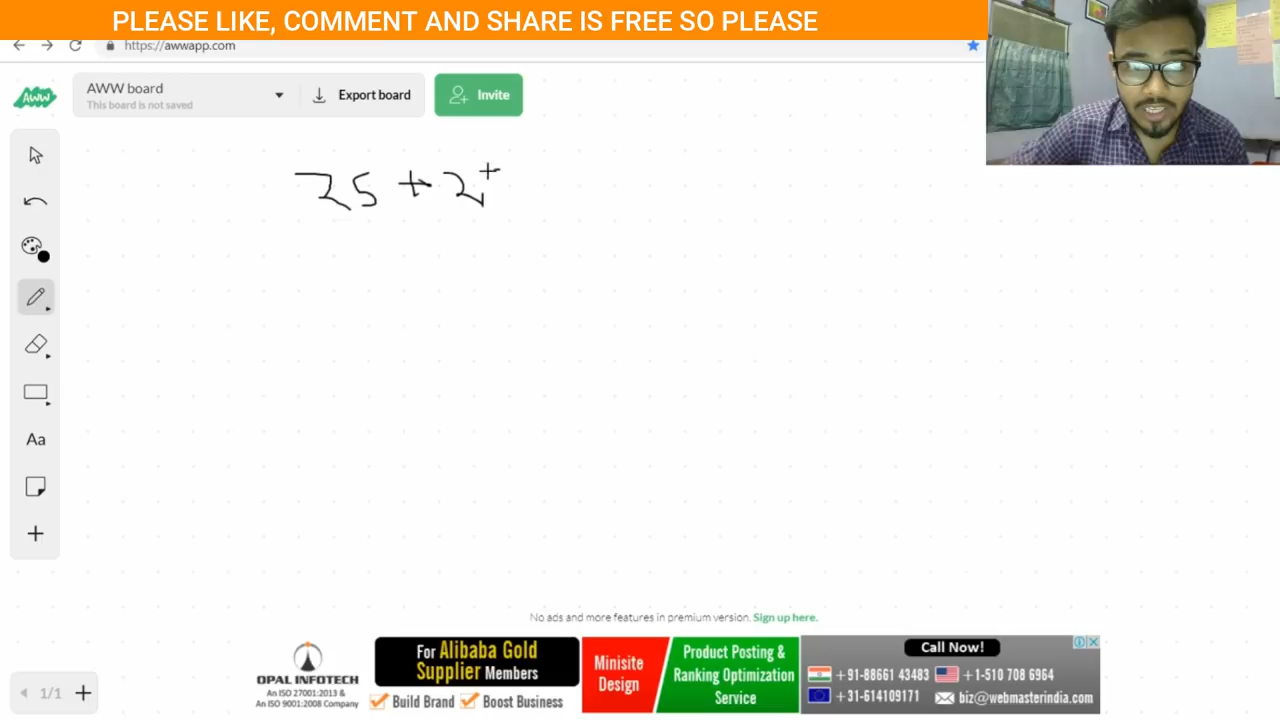 PLEASE LIKE, COMMENT AND SHARE IS FREE SO PLEASE
https://awwapp.com
AWW
AWW board
This board is not saved
Export board
Invite
25 + 2+
Aa
No ads and more features in premium version. Sign up here.
OPAL INFOTECH
An ISO 27001:2013 &
An ISO 9001:2008 Company
For Alibaba Gold
Supplier Members
Build Brand
Boost Business
Minisite
Design
Product Posting &
Ranking Optimization
Service
Call Now!
+91-88661 43483
+1-510 708 6964
+31-614109171
biz@webmasterindia.com
1/1